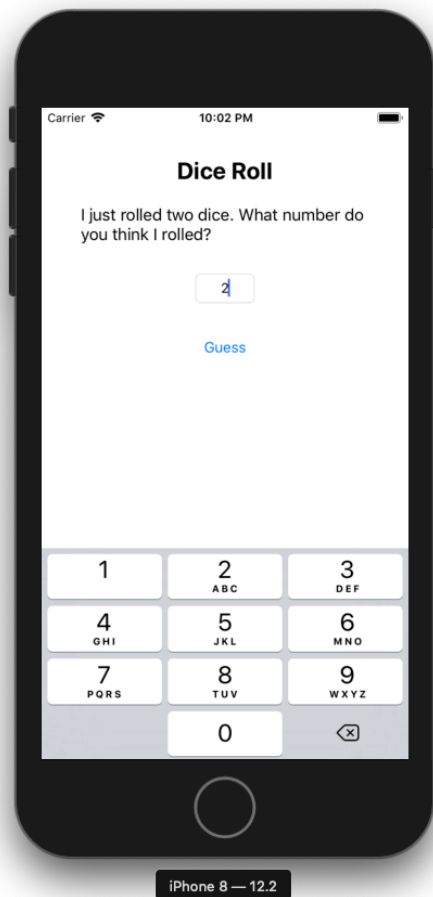 Carrier 10:02 PM
Dice Roll
I just rolled two dice. What number do
you think I rolled?
2
Guess
1 2 3
ABC DEF
4 5 6
GHI JKL MNO
7 8 9
PQRS TUV WXYZ
0
iPhone 8 — 12.2